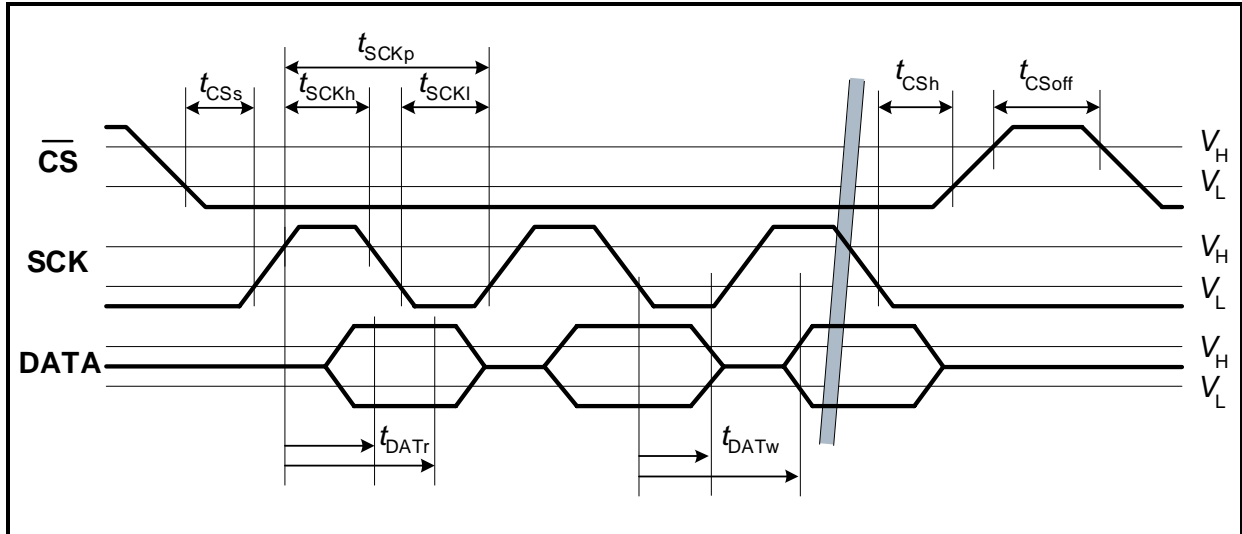 tSCKp
tCSs tSCKh tSCKl tCSh tCSoff
CS VH
VL
SCK VH
VL
DATA VH
VL
tDATr tDATw